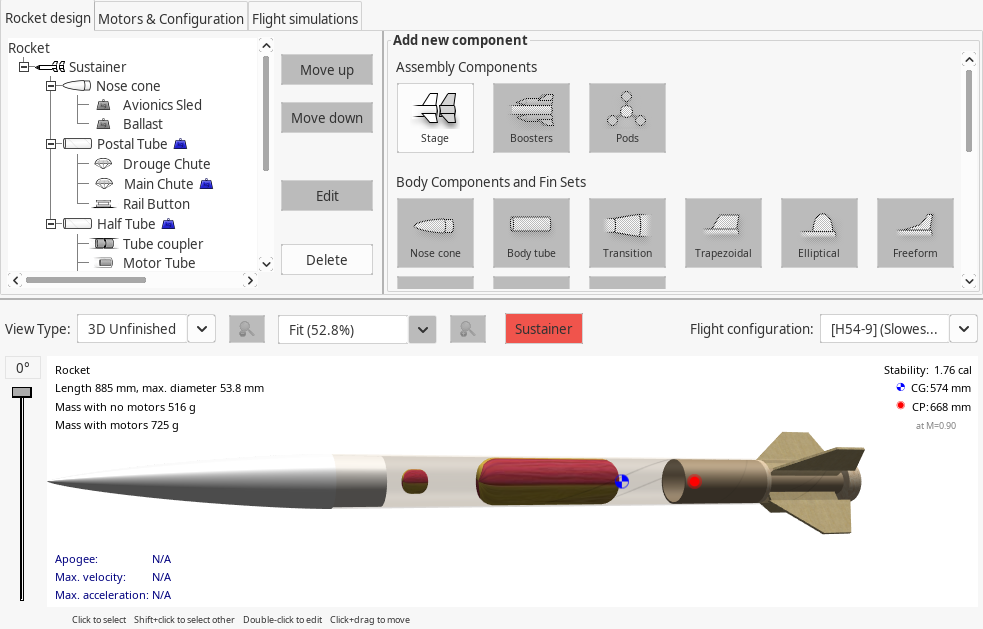 Rocket design Motors & Configuration Flight simulations
Rocket
Sustainer
Nose cone
Avionics Sled
Ballast
Postal Tube
Drouge Chute
Main Chute
Rail Button
Half Tube
Tube coupler
Motor Tube
Move up
Move down
Edit
Delete
Add new component
Assembly Components
Stage Boosters Pods
Body Components and Fin Sets
Nose cone Body tube Transition Trapezoidal Elliptical Freeform
View Type: 3D Unfinished Fit (52.8%) Sustainer Flight configuration: [H54-9] (Slowes...
0°
Rocket
Length 885 mm, max. diameter 53.8 mm
Mass with no motors 516 g
Mass with motors 725 g
Stability: 1.76 cal
CG: 574 mm
CP: 668 mm
at M=0.90
Apogee: N/A
Max. velocity: N/A
Max. acceleration: N/A
Click to select Shift+click to select other Double-click to edit Click+drag to move